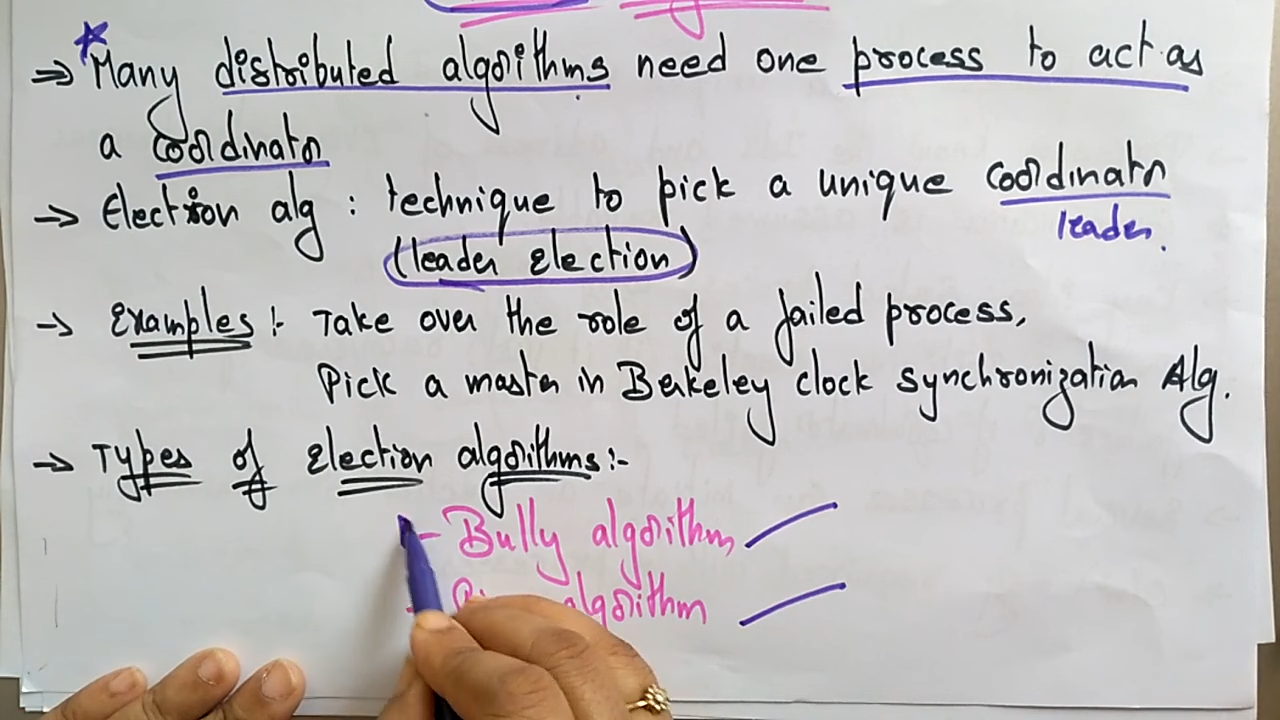 ⇒ Many distributed algorithms need one process to act as
a coordinator
→ Election alg : technique to pick a unique coordinator
(leader election) leader.
→ Examples :- Take over the role of a failed process,
Pick a master in Berkeley clock synchronization Alg.
→ Types of Election algorithms :-
- Bully algorithm
- algorithm